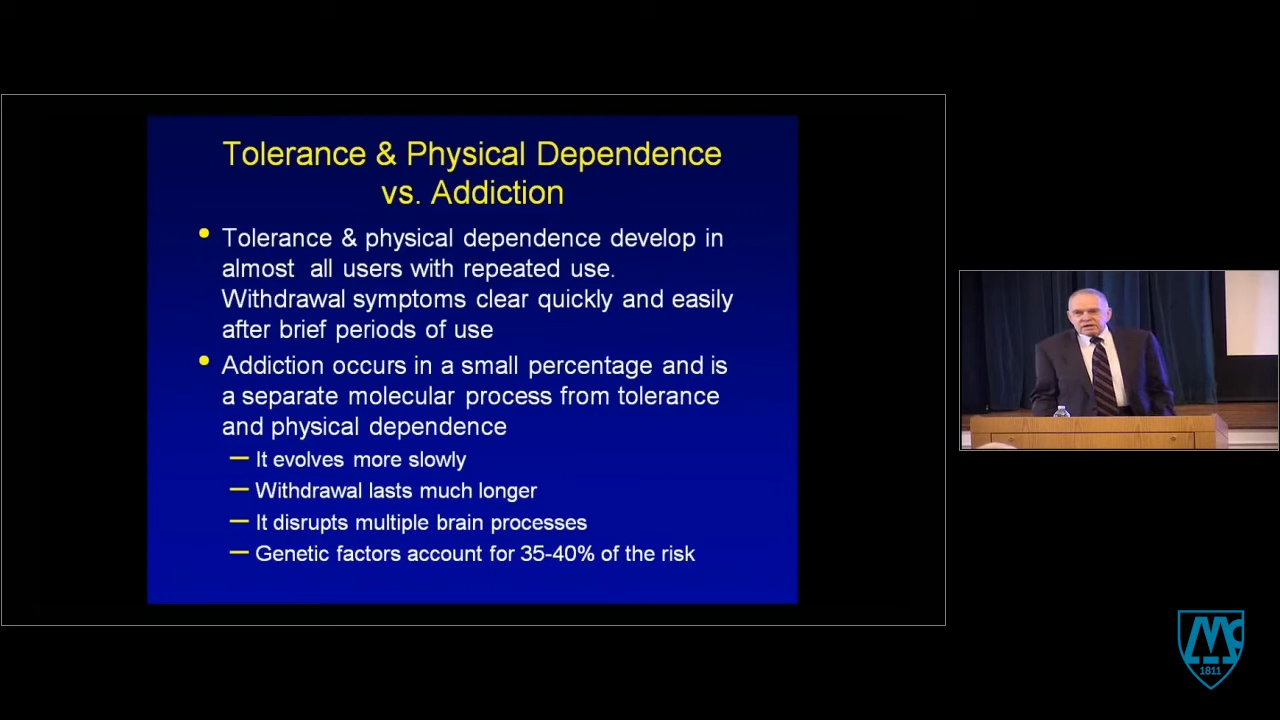 Tolerance & Physical Dependence
vs. Addiction
• Tolerance & physical dependence develop in
almost all users with repeated use.
Withdrawal symptoms clear quickly and easily
after brief periods of use
• Addiction occurs in a small percentage and is
a separate molecular process from tolerance
and physical dependence
– It evolves more slowly
– Withdrawal lasts much longer
– It disrupts multiple brain processes
– Genetic factors account for 35-40% of the risk
1811